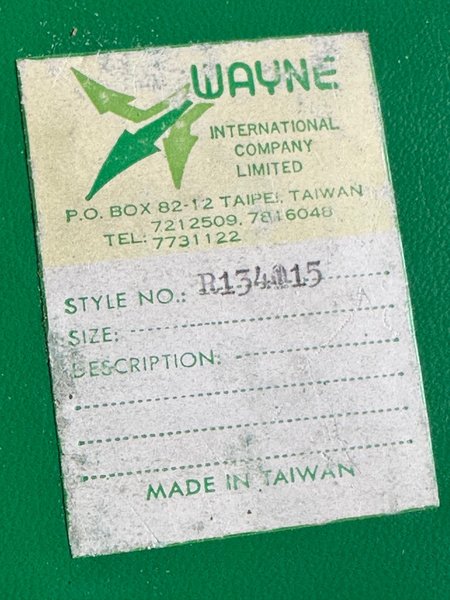 WAYNE
INTERNATIONAL
COMPANY
LIMITED
P.O. BOX 82-12 TAIPEI, TAIWAN
7212509. 7816048
TEL: 7731122
STYLE NO.:
SIZE:
DESCRIPTION:
MADE IN TAIWAN